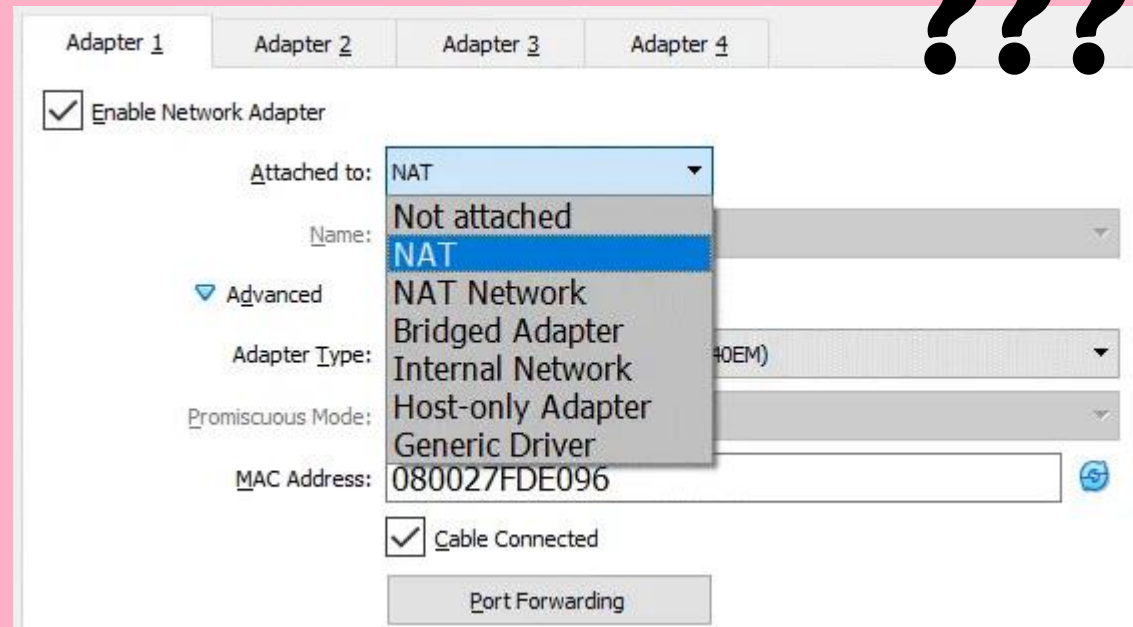 ???
Adapter 1 Adapter 2 Adapter 3 Adapter 4
Enable Network Adapter
Attached to: NAT
Not attached
Name:
NAT
Advanced
NAT Network
Bridged Adapter
Adapter Type: 40EM)
Internal Network
Promiscuous Mode:
Host-only Adapter
Generic Driver
MAC Address: 080027FDE096
Cable Connected
Port Forwarding